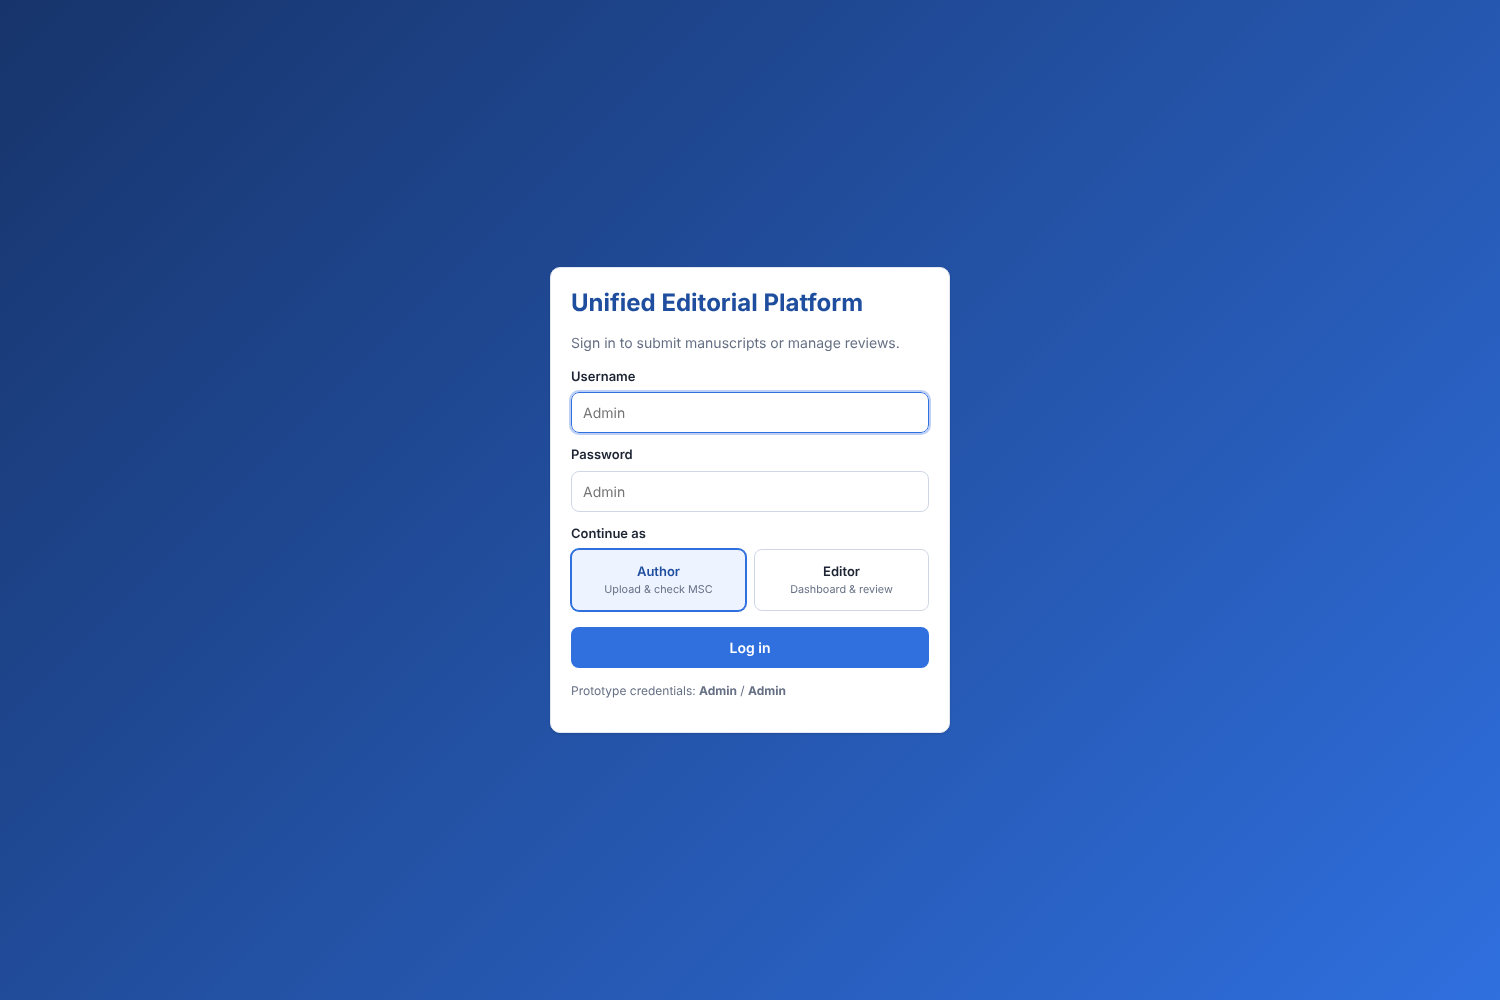 Unified Editorial Platform
Sign in to submit manuscripts or manage reviews.
Username
Admin
Password
Admin
Continue as
Author
Upload & check MSC
Editor
Dashboard & review
Log in
Prototype credentials: Admin / Admin